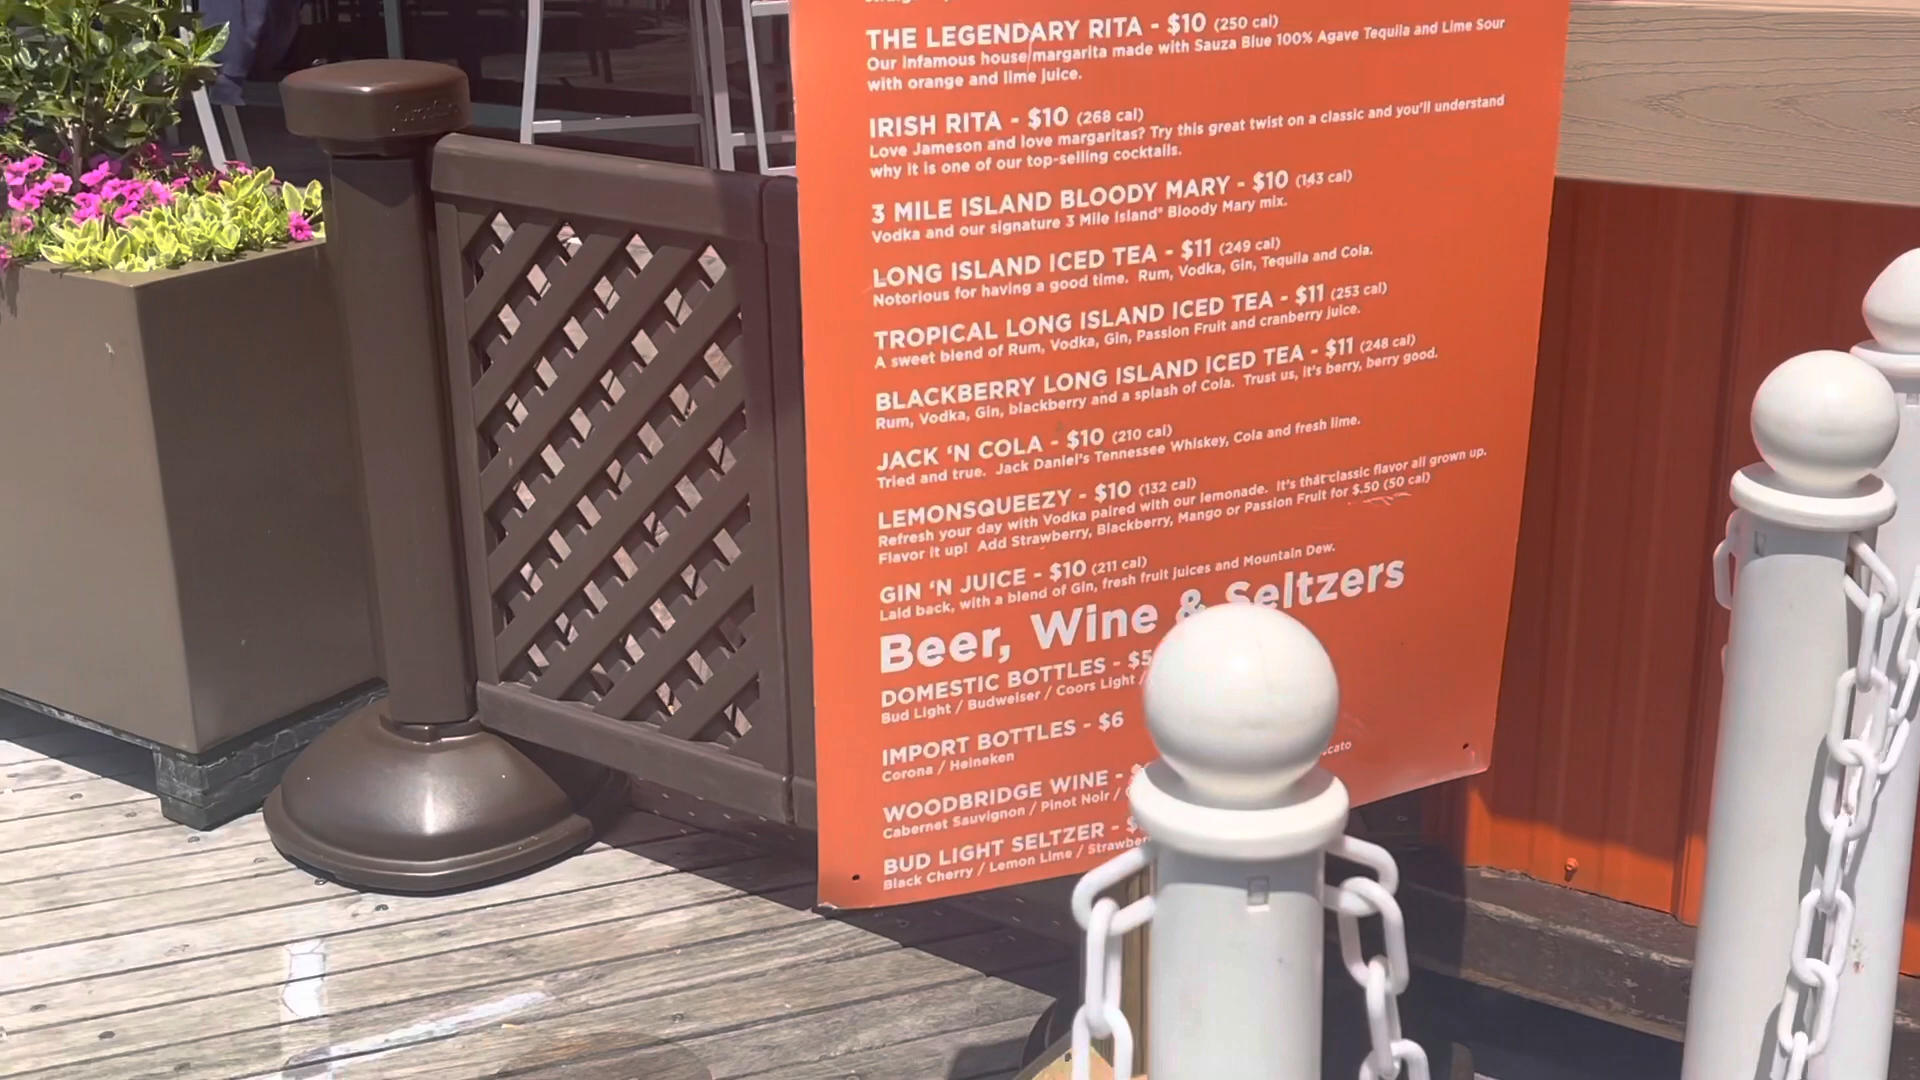 THE LEGENDARY RITA - $10 (250 cal)
Our infamous house margarita made with Sauza Blue 100% Agave Tequila and Lime Sour
with orange and lime juice.
IRISH RITA - $10 (268 cal)
Love Jameson and love margaritas? Try this great twist on a classic and you'll understand
why it is one of our top-selling cocktails.
3 MILE ISLAND BLOODY MARY - $10 (143 cal)
Vodka and our signature 3 Mile Island® Bloody Mary mix.
LONG ISLAND ICED TEA - $11 (249 cal)
Notorious for having a good time. Rum, Vodka, Gin, Tequila and Cola.
TROPICAL LONG ISLAND ICED TEA - $11 (253 cal)
A sweet blend of Rum, Vodka, Gin, Passion Fruit and cranberry juice.
BLACKBERRY LONG ISLAND ICED TEA - $11 (248 cal)
Rum, Vodka, Gin, blackberry and a splash of Cola. Trust us, it's berry, berry good.
JACK 'N COLA - $10 (210 cal)
Tried and true. Jack Daniel's Tennessee Whiskey, Cola and fresh lime.
LEMONSQUEEZY - $10 (132 cal)
Refresh your day with Vodka paired with our lemonade. It's that classic flavor all grown up.
Flavor it up! Add Strawberry, Blackberry, Mango or Passion Fruit for $.50 (50 cal)
GIN 'N JUICE - $10 (211 cal)
Laid back, with a blend of Gin, fresh fruit juices and Mountain Dew.
Beer, Wine & Seltzers
DOMESTIC BOTTLES - $5
Bud Light / Budweiser / Coors Light /
IMPORT BOTTLES - $6
Corona / Heineken
WOODBRIDGE WINE -
Cabernet Sauvignon / Pinot Noir /
BUD LIGHT SELTZER -
Black Cherry / Lemon Lime /